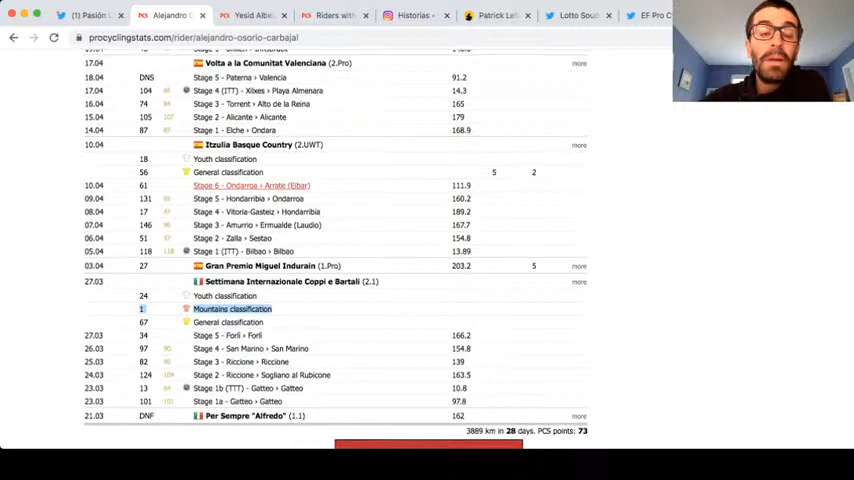 (1) Pasión
Alejandro C
Yesid Albe
Riders with
Historias •
Patrick Lef
Lotto Soud
EF Pro C
procyclingstats.com/rider/alejandro-osorio-carbajal
17.04 Volta a la Comunitat Valenciana (2.Pro) more
18.04 DNS Stage 5 - Paterna › Valencia 91.2
17.04 104 Stage 4 (ITT) - Xilxes › Playa Almenara 14.3
16.04 74 94 Stage 3 - Torrent › Alto de la Reina 165
15.04 105 107 Stage 2 - Alicante › Alicante 179
14.04 87 87 Stage 1 - Elche › Ondara 168.9
10.04 Itzulia Basque Country (2.UWT) more
18 Youth classification
56 General classification 5 2
10.04 61 Stage 6 - Ondarroa › Arrate (Eibar) 111.9
09.04 131 Stage 5 - Hondarribia › Ondarroa 160.2
08.04 17 Stage 4 - Vitoria-Gasteiz › Hondarribia 189.2
07.04 146 96 Stage 3 - Amurrio › Ermualde (Laudio) 167.7
06.04 51 Stage 2 - Zalla › Sestao 154.8
05.04 118 118 Stage 1 (ITT) - Bilbao › Bilbao 13.89
03.04 27 Gran Premio Miguel Indurain (1.Pro) 203.2 5 more
27.03 Settimana Internazionale Coppi e Bartali (2.1) more
24 Youth classification
1 Mountains classification
67 General classification
27.03 34 Stage 5 - Forlì › Forlì 166.2
26.03 97 90 Stage 4 - San Marino › San Marino 154.8
25.03 82 Stage 3 - Riccione › Riccione 139
24.03 124 Stage 2 - Riccione › Sogliano al Rubicone 163.5
23.03 13 Stage 1b (TTT) - Gatteo › Gatteo 10.8
23.03 101 101 Stage 1a - Gatteo › Gatteo 97.8
21.03 DNF Per Sempre "Alfredo" (1.1) 162 more
3889 km in 28 days. PCS points: 73